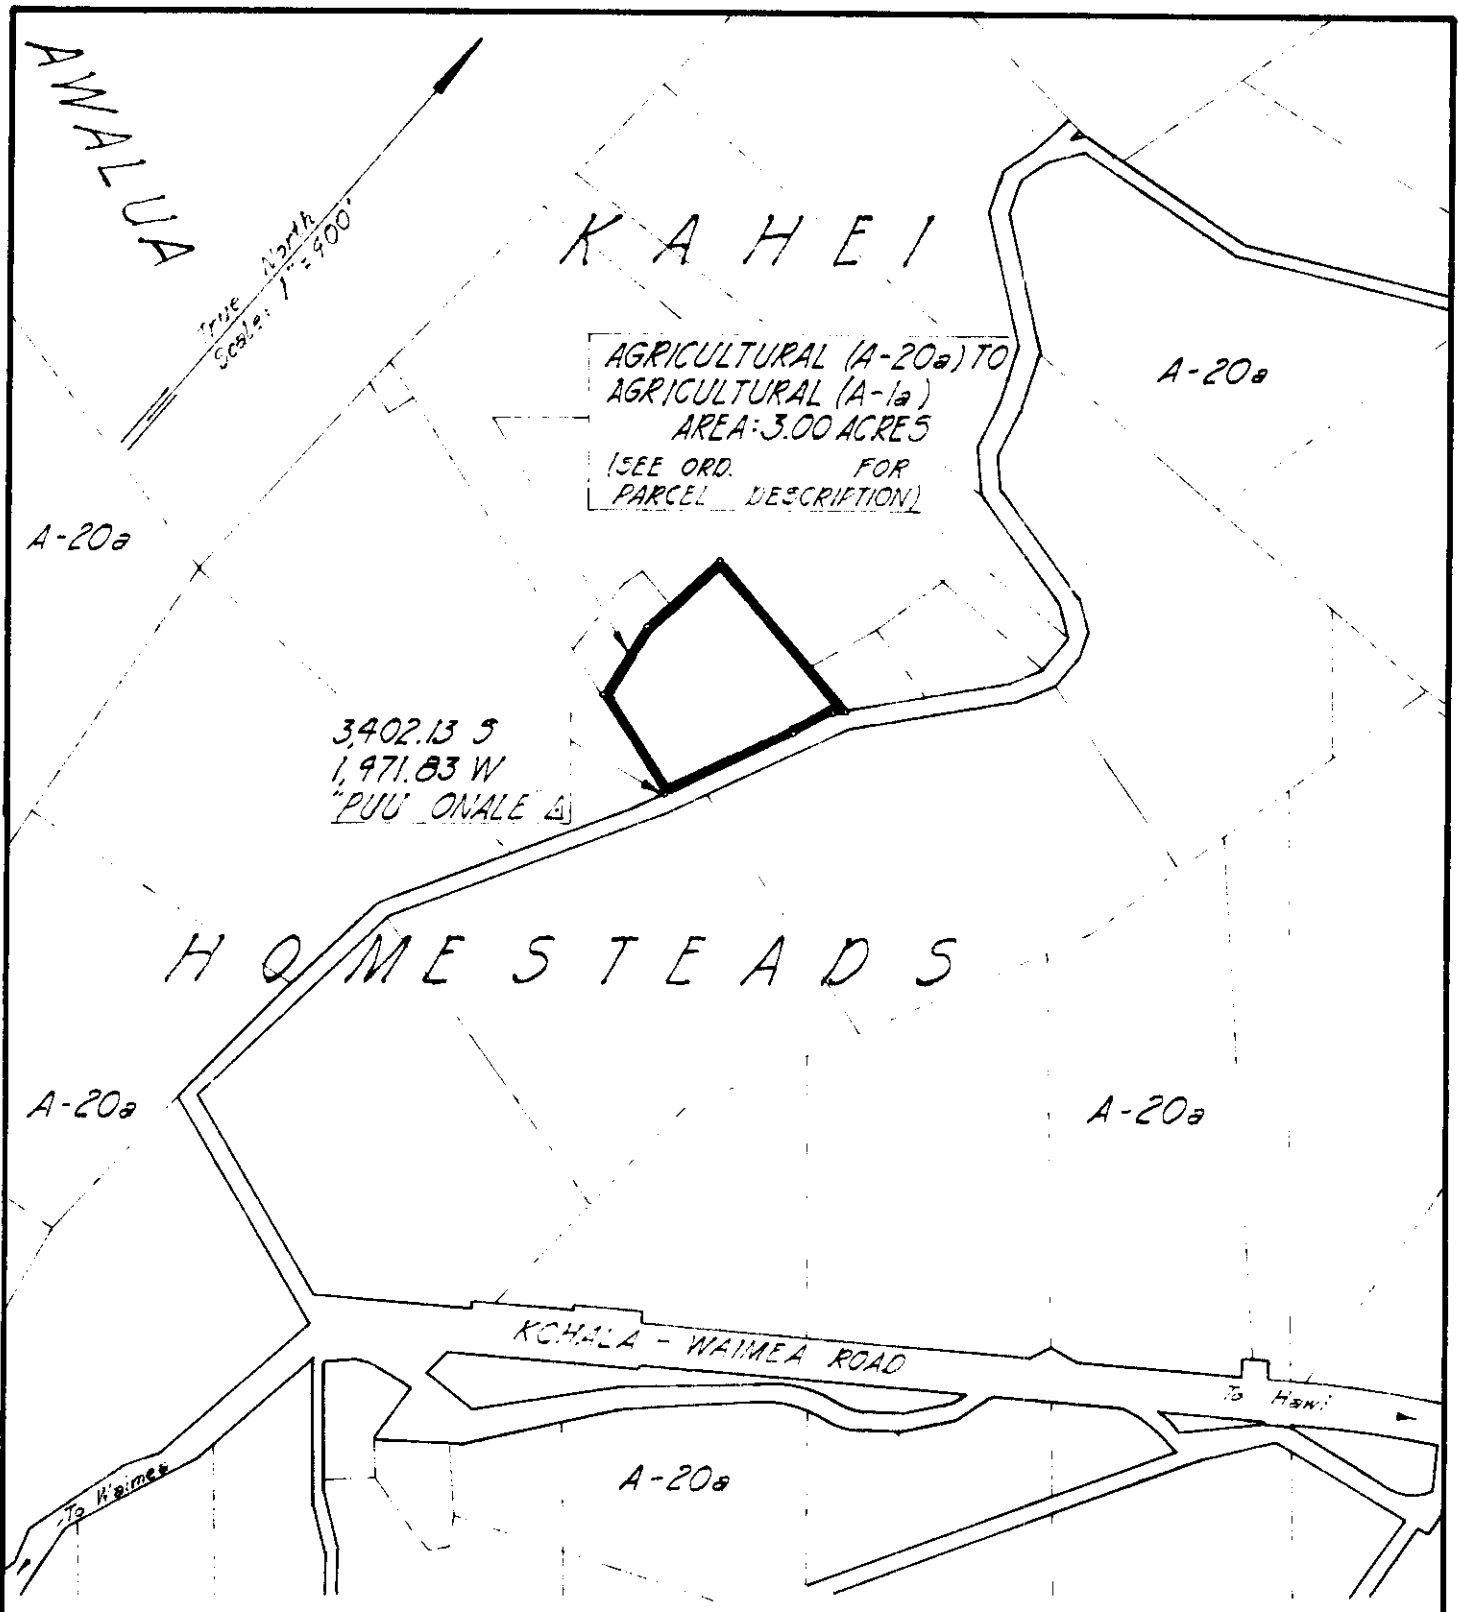 AWALUA
True North
Scale: 1" = 400'
KAHEI
AGRICULTURAL (A-20a) TO
AGRICULTURAL (A-1a)
AREA: 3.00 ACRES
(SEE ORD. FOR
PARCEL DESCRIPTION)
A-20a
A-20a
3,402.13 S
1,971.83 W
"PUU ONALE △
HOMESTEADS
A-20a
A-20a
KOHALA - WAIMEA ROAD
To Hawi
To Waimea
A-20a